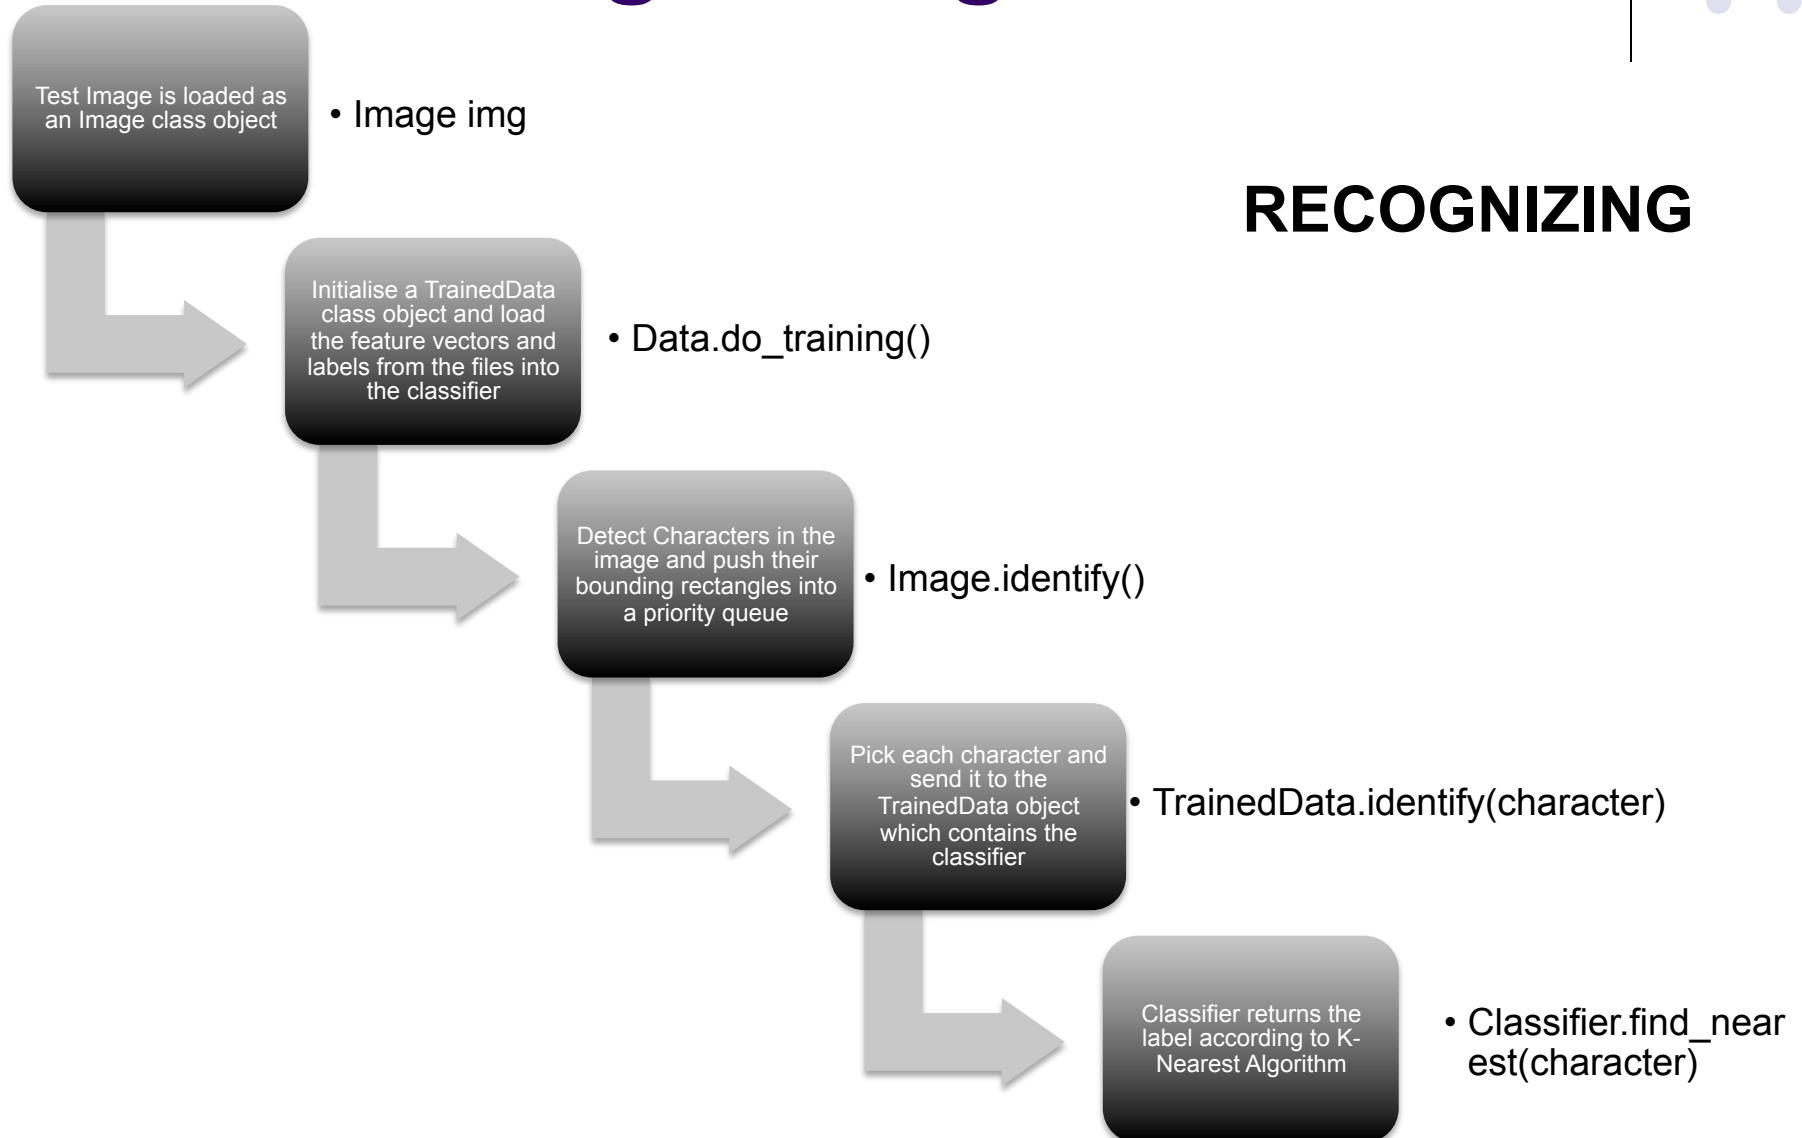 Test Image is loaded as
an Image class object
• Image img
RECOGNIZING
Initialise a TrainedData
class object and load
the feature vectors and
labels from the files into
the classifier
• Data.do_training()
Detect Characters in the
image and push their
bounding rectangles into
a priority queue
• Image.identify()
Pick each character and
send it to the
TrainedData object
which contains the
classifier
• TrainedData.identify(character)
Classifier returns the
label according to K-
Nearest Algorithm
• Classifier.find_near
est(character)